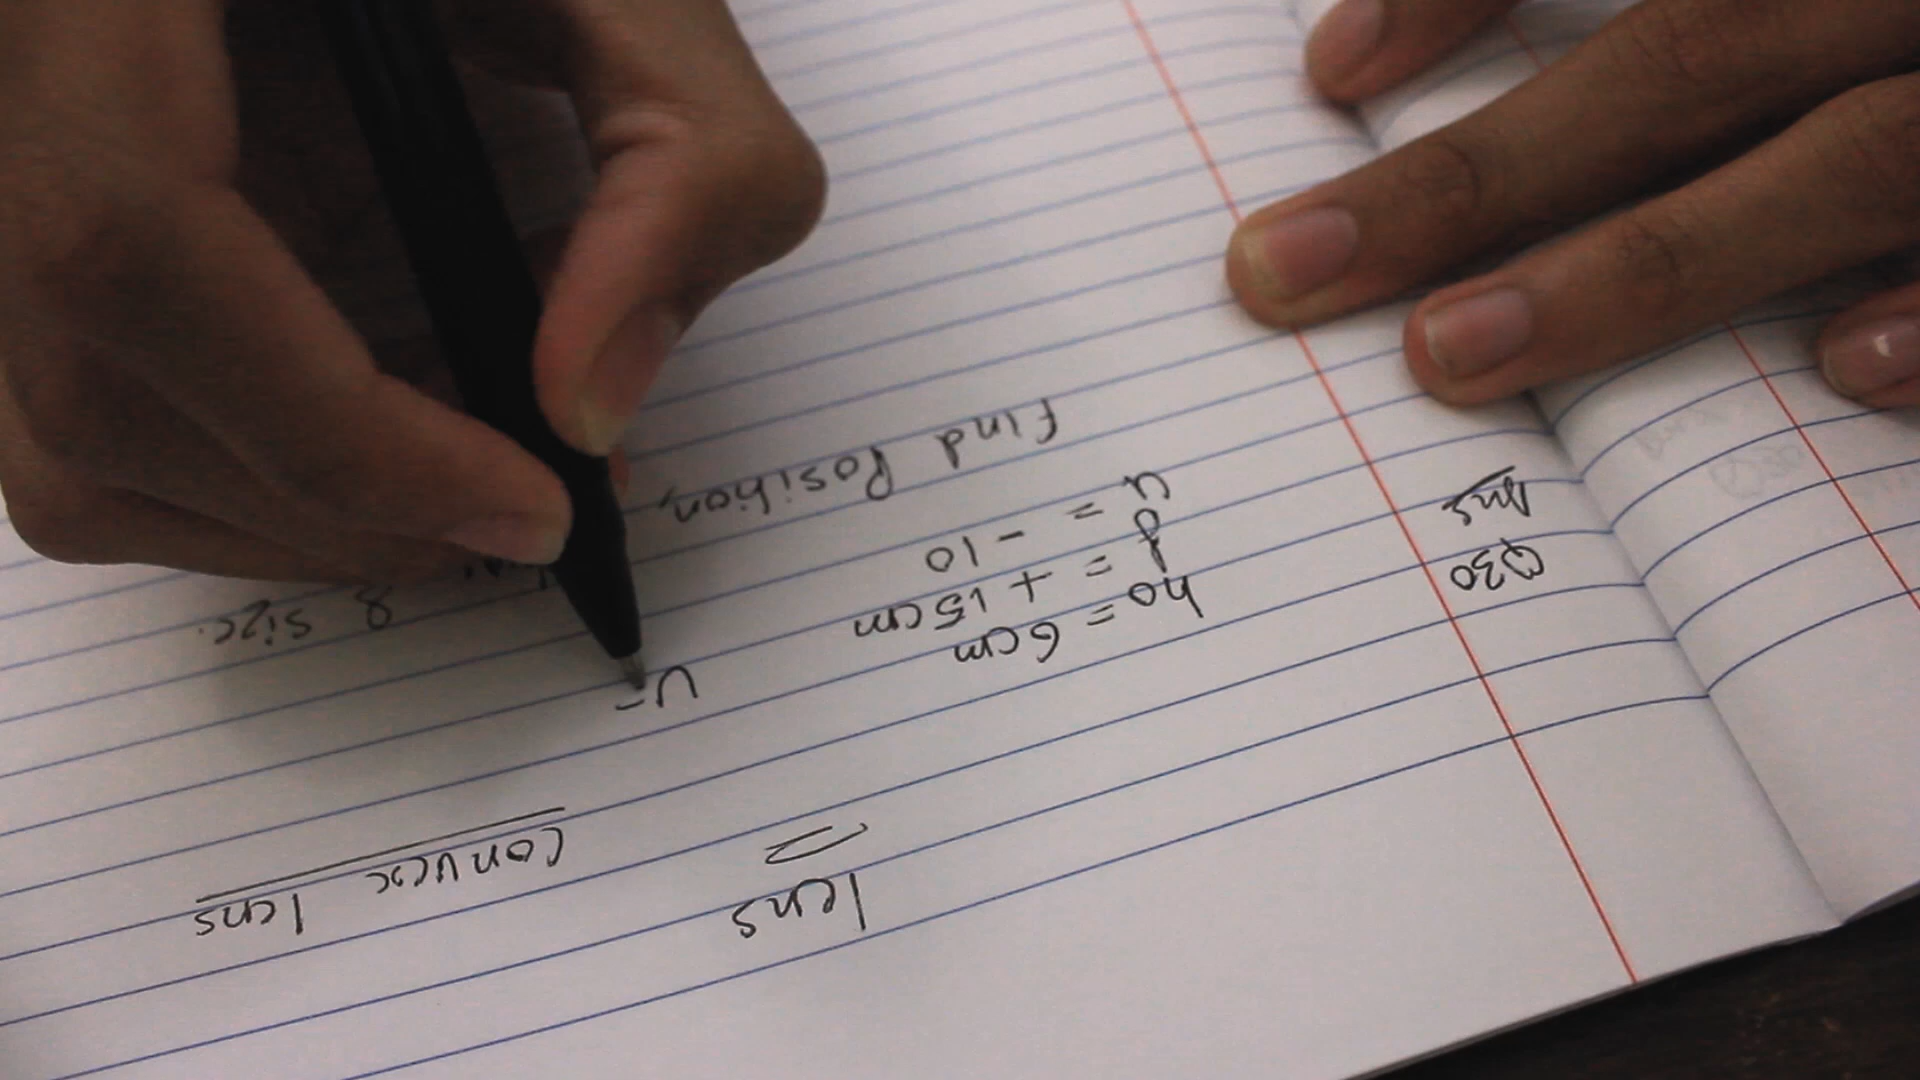 lens
convex lens
Q30
ho = 6cm
Ans
f = + 15cm
u = - 10
v =
Find Position, & size.